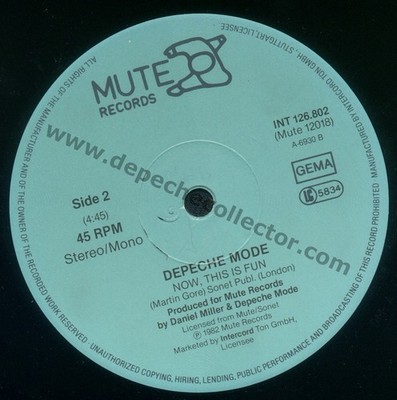 ALL RIGHTS OF THE MANUFACTURER AND OF THE OWNER OF THE RECORDED WORK RESERVED
UNAUTHORIZED COPYING, HIRING, LENDING, PUBLIC PERFORMANCE AND BROADCASTING OF THIS RECORD PROHIBITED
MANUFACTURED BY INTERCORD TON GMBH., STUTTGART, LICENSEE
MUTE
RECORDS
INT 126.802
(Mute 12018)
A-6930 B
GEMA
LC 5834
www.depechecollector.com
Side 2
(4:45)
45 RPM
Stereo/Mono
DEPECHE MODE
NOW, THIS IS FUN
(Martin Gore) Sonet Publ. (London)
Produced for Mute Records
by Daniel Miller & Depeche Mode
Licensed from Mute/Sonet
℗ 1982 Mute Records
Marketed by Intercord Ton GmbH,
Licensee